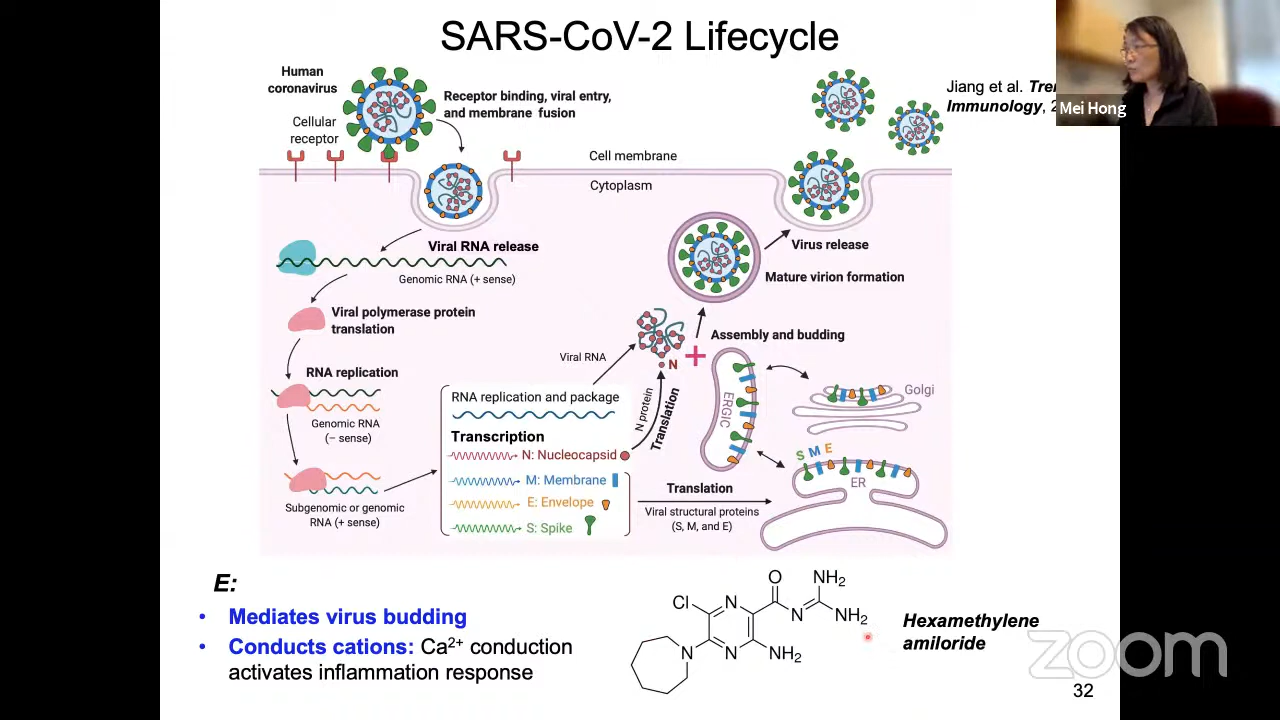 SARS-CoV-2 Lifecycle
Human
coronavirus
Receptor binding, viral entry,
and membrane fusion
Cellular
receptor
Cell membrane
Cytoplasm
Jiang et al.
Immunology,
Mei Hong
Viral RNA release
Genomic RNA (+ sense)
Virus release
Mature virion formation
Viral polymerase protein
translation
Assembly and budding
Viral RNA
N
RNA replication
Genomic RNA
(− sense)
Subgenomic or genomic
RNA (+ sense)
RNA replication and package
Transcription
N: Nucleocapsid
M: Membrane
E: Envelope
S: Spike
N protein
Translation
ERGIC
Golgi
S M E
ER
Translation
Viral structural proteins
(S, M, and E)
E:
• Mediates virus budding
• Conducts cations: Ca2+ conduction
activates inflammation response
O
NH2
Cl
N
N
NH2
N
N
NH2
Hexamethylene
amiloride
zoom
32